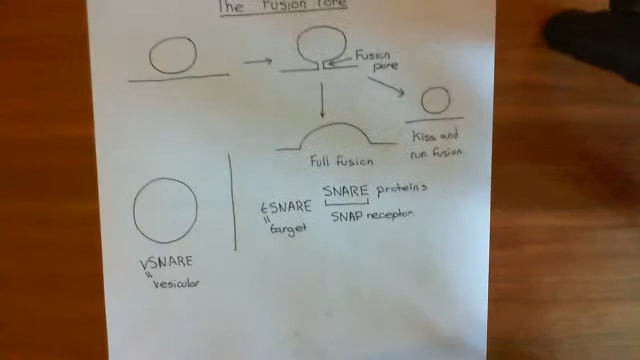 The Fusion Pore
Fusion
pore
Kiss and
run fusion
Full fusion
SNARE proteins
tSNARE
SNAP receptor
target
vSNARE
vesicular